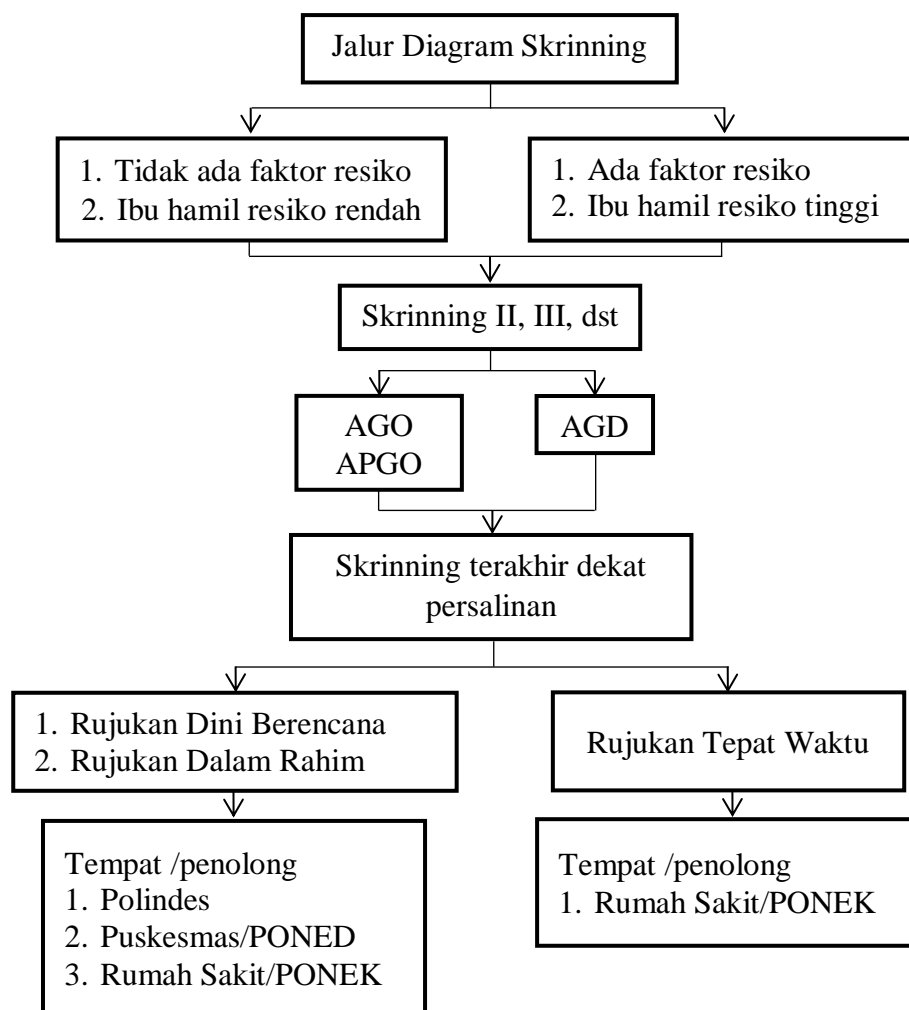 Jalur Diagram Skrinning
1. Tidak ada faktor resiko
2. Ibu hamil resiko rendah
1. Ada faktor resiko
2. Ibu hamil resiko tinggi
Skrinning II, III, dst
AGO
APGO
AGD
Skrinning terakhir dekat
persalinan
1. Rujukan Dini Berencana
2. Rujukan Dalam Rahim
Rujukan Tepat Waktu
Tempat /penolong
1. Polindes
2. Puskesmas/PONED
3. Rumah Sakit/PONEK
Tempat /penolong
1. Rumah Sakit/PONEK